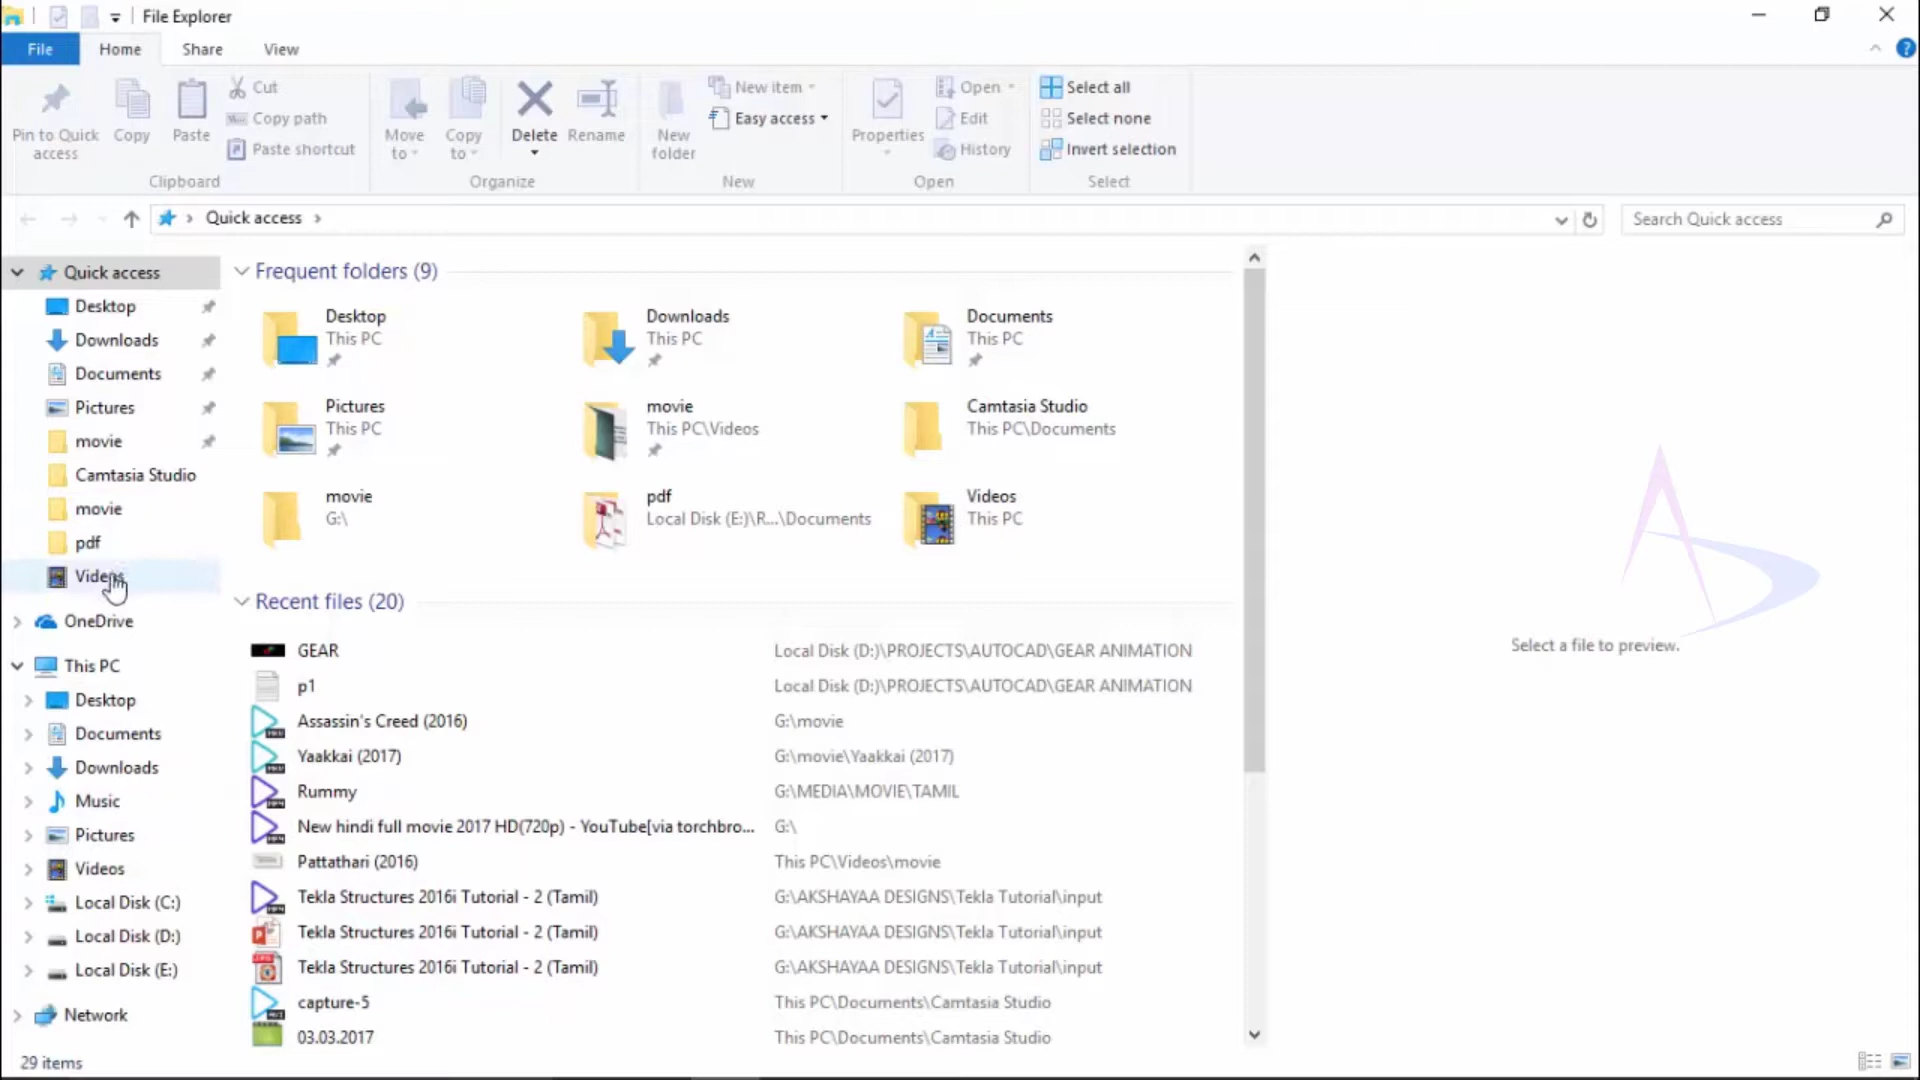 File Explorer
File Home Share View
Pin to Quick access
Copy
Paste
Cut
Copy path
Paste shortcut
Clipboard
Move to
Copy to
Delete
Rename
Organize
New folder
New item
Easy access
New
Properties
Open
Edit
History
Open
Select all
Select none
Invert selection
Select
Quick access
Search Quick access
Quick access
Desktop
Downloads
Documents
Pictures
movie
Camtasia Studio
movie
pdf
Videos
OneDrive
This PC
Desktop
Documents
Downloads
Music
Pictures
Videos
Local Disk (C:)
Local Disk (D:)
Local Disk (E:)
Network
29 items
Frequent folders (9)
Desktop
This PC
Downloads
This PC
Documents
This PC
Pictures
This PC
movie
This PC\Videos
Camtasia Studio
This PC\Documents
movie
G:\
pdf
Local Disk (E:)\R...\Documents
Videos
This PC
Recent files (20)
GEAR Local Disk (D:)\PROJECTS\AUTOCAD\GEAR ANIMATION
p1 Local Disk (D:)\PROJECTS\AUTOCAD\GEAR ANIMATION
Assassin's Creed (2016) G:\movie
Yaakkai (2017) G:\movie\Yaakkai (2017)
Rummy G:\MEDIA\MOVIE\TAMIL
New hindi full movie 2017 HD(720p) - YouTube[via torchbro... G:\
Pattathari (2016) This PC\Videos\movie
Tekla Structures 2016i Tutorial - 2 (Tamil) G:\AKSHAYAA DESIGNS\Tekla Tutorial\input
Tekla Structures 2016i Tutorial - 2 (Tamil) G:\AKSHAYAA DESIGNS\Tekla Tutorial\input
Tekla Structures 2016i Tutorial - 2 (Tamil) G:\AKSHAYAA DESIGNS\Tekla Tutorial\input
capture-5 This PC\Documents\Camtasia Studio
03.03.2017 This PC\Documents\Camtasia Studio
Select a file to preview.